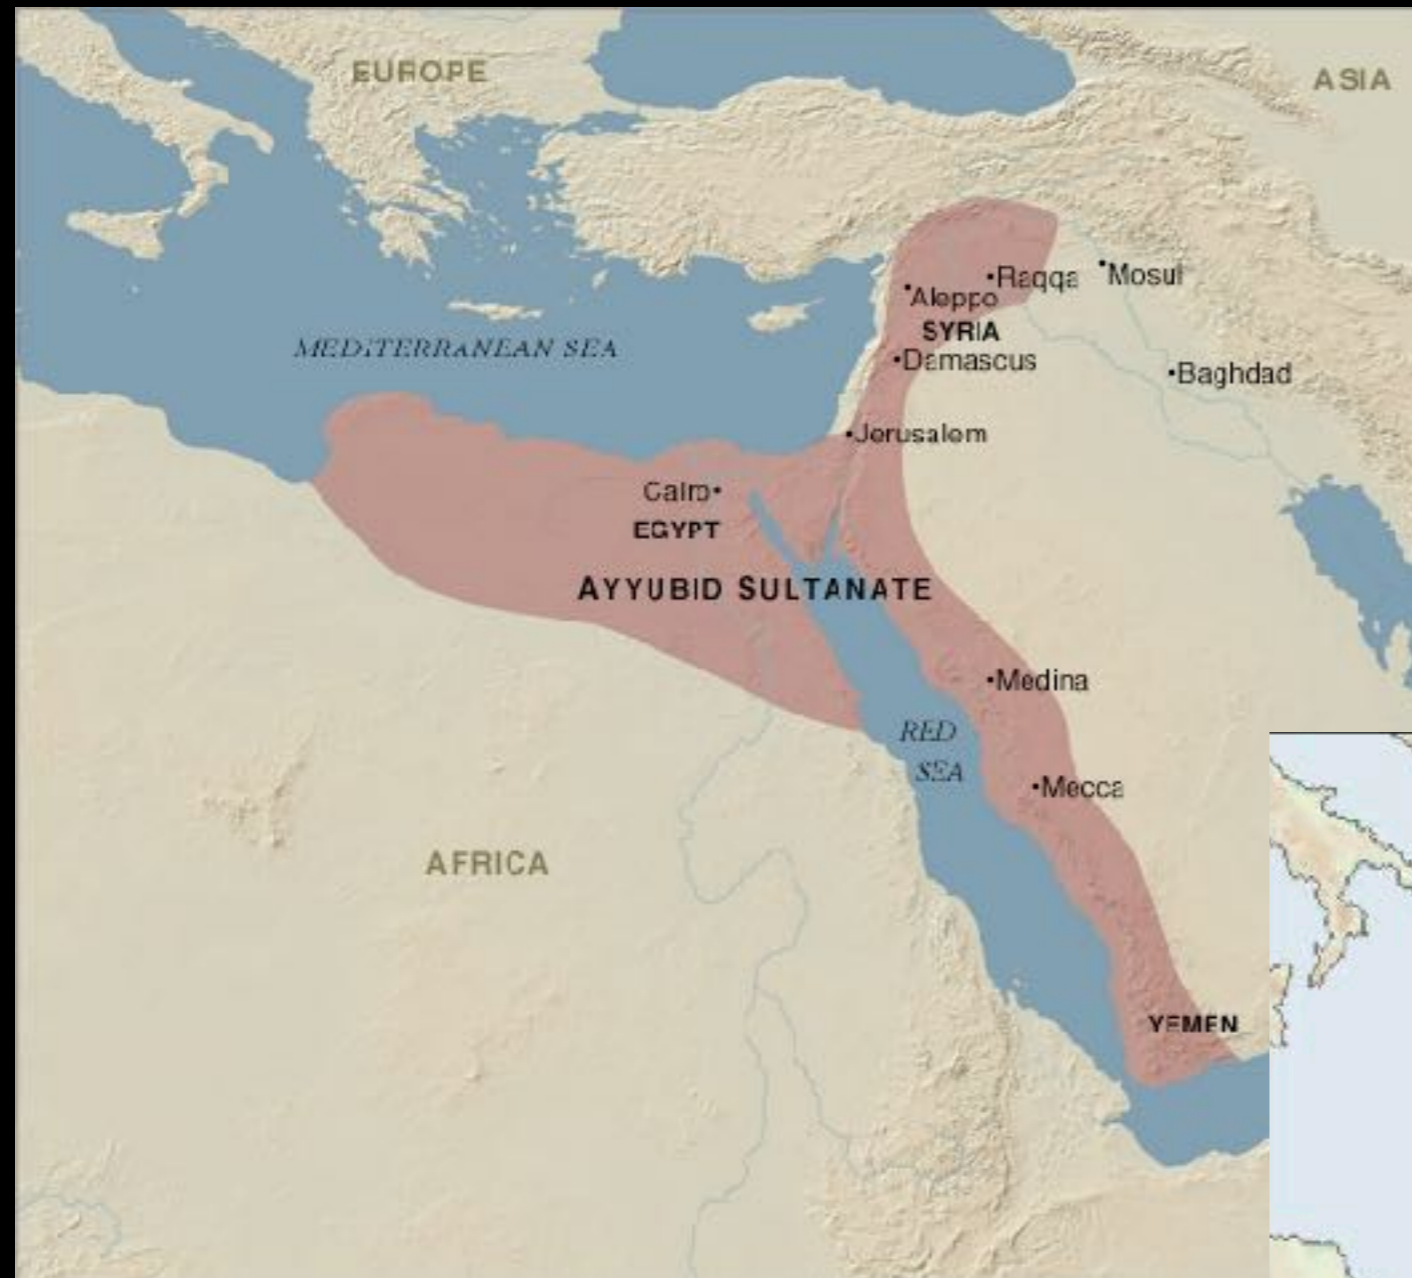 EUROPE
ASIA
•Raqqa
•Mosul
•Aleppo
SYRIA
MEDITERRANEAN SEA
•Damascus
•Baghdad
•Jerusalem
Cairo•
EGYPT
AYYUBID SULTANATE
•Medina
RED
SEA
•Mecca
AFRICA
YEMEN